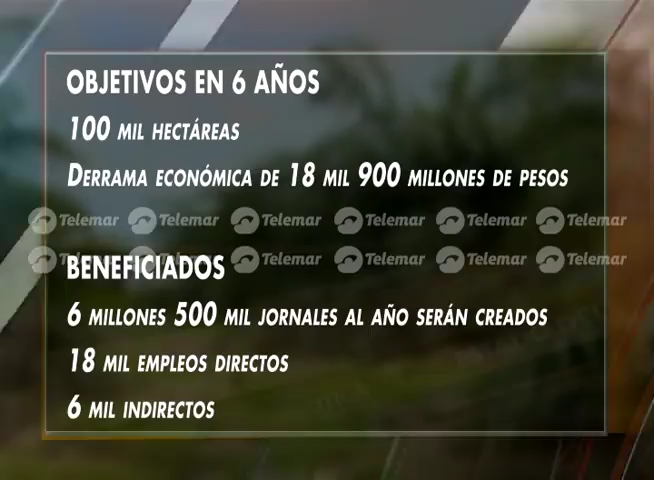 OBJETIVOS EN 6 AÑOS
100 MIL HECTÁREAS
DERRAMA ECONÓMICA DE 18 MIL 900 MILLONES DE PESOS
Telemar Telemar Telemar Telemar Telemar Telemar
Telemar Telemar Telemar Telemar Telemar Telemar
BENEFICIADOS
6 MILLONES 500 MIL JORNALES AL AÑO SERÁN CREADOS
18 MIL EMPLEOS DIRECTOS
6 MIL INDIRECTOS